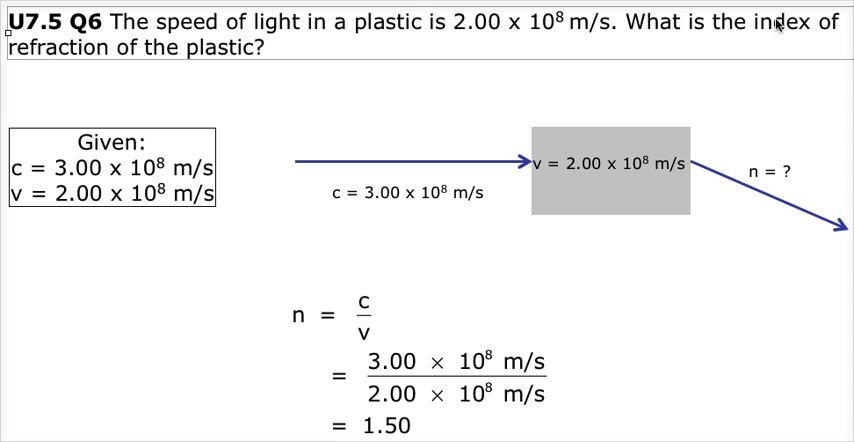 U7.5 Q6 The speed of light in a plastic is 2.00 x 10⁸ m/s. What is the index of
refraction of the plastic?
Given:
c = 3.00 x 10⁸ m/s
v = 2.00 x 10⁸ m/s
v = 2.00 x 10⁸ m/s
n = ?
c = 3.00 x 10⁸ m/s
n = c
v
= 3.00 × 10⁸ m/s
2.00 × 10⁸ m/s
= 1.50